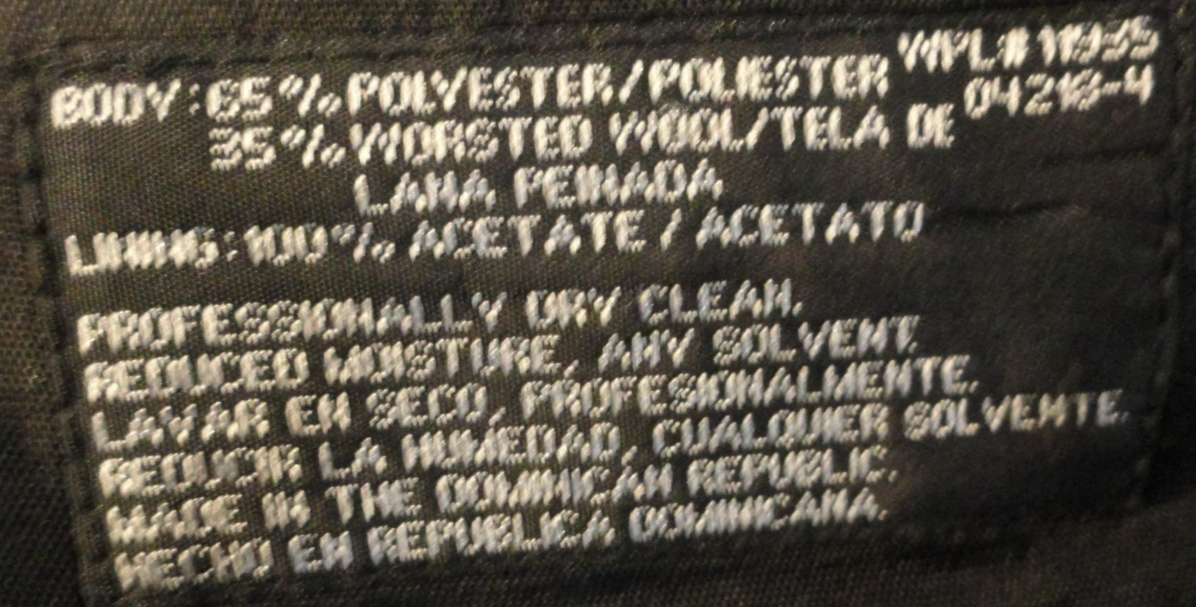 BODY: 65% POLYESTER/POLIESTER
35% WORSTED WOOL/TELA DE
LANA PEINADA
LINING: 100% ACETATE / ACETATO
WPL# 11935
04218-4
PROFESSIONALLY DRY CLEAN.
REDUCED MOISTURE, ANY SOLVENT.
LAVAR EN SECO, PROFESIONALMENTE.
REDUCIR LA HUMEDAD, CUALQUIER SOLVENTE.
MADE IN THE DOMINICAN REPUBLIC.
HECHO EN REPUBLICA DOMINICANA.